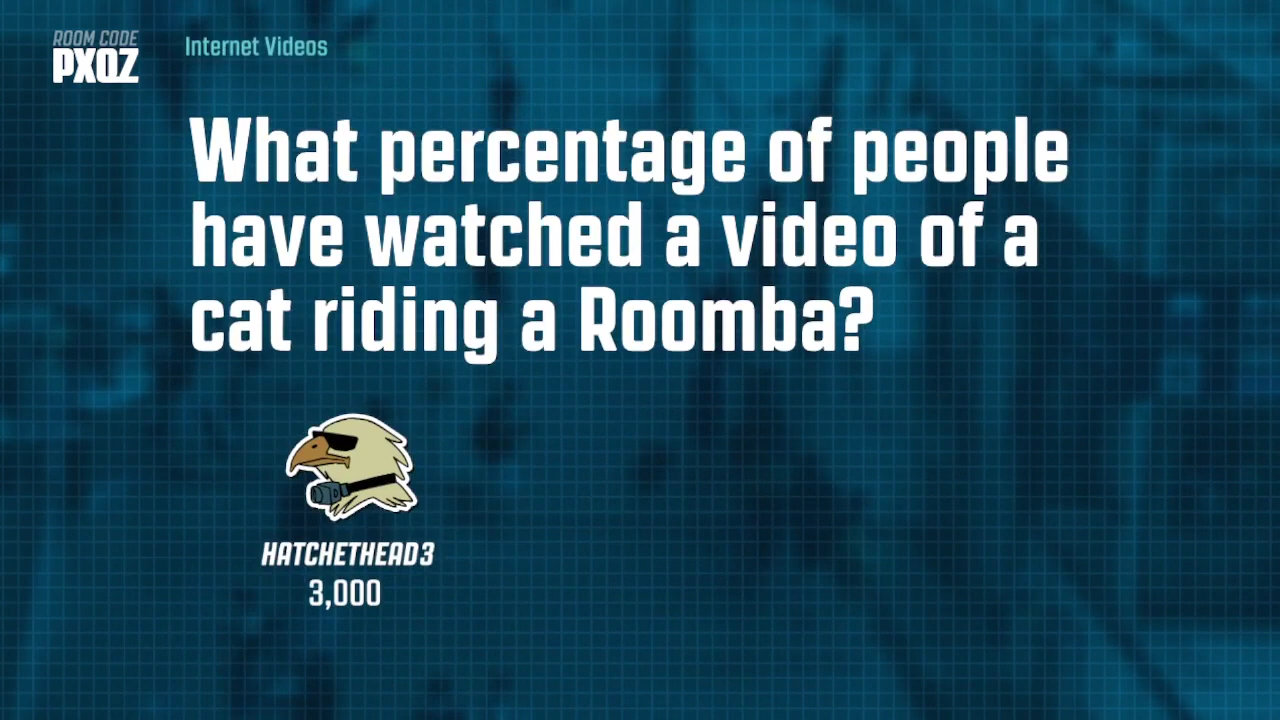 ROOM CODE
PXQZ
Internet Videos
What percentage of people
have watched a video of a
cat riding a Roomba?
HATCHETHEAD3
3,000